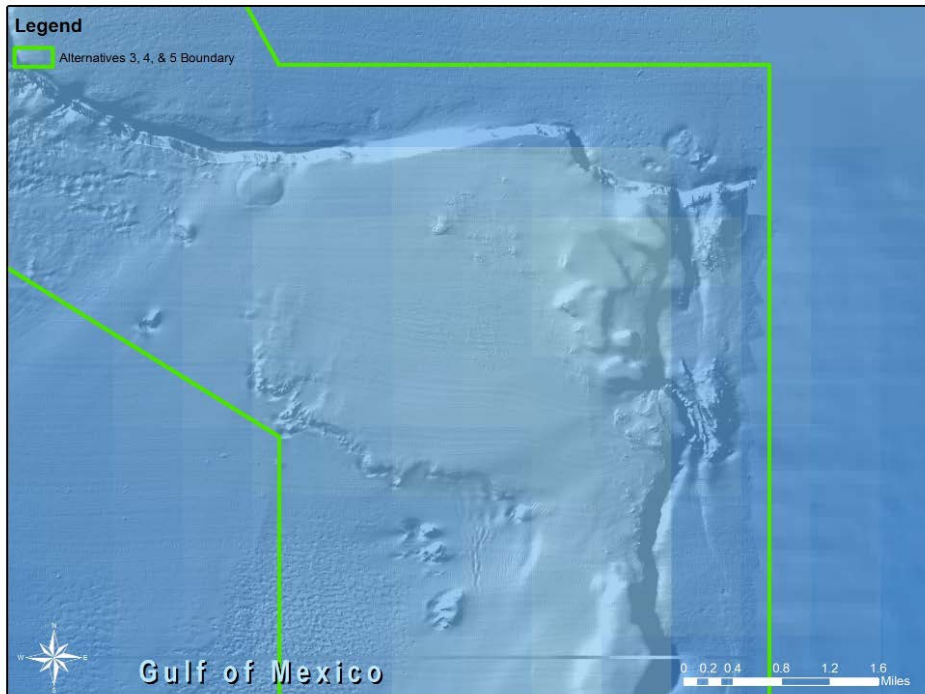 Legend
Alternatives 3, 4, & 5 Boundary
N
W E
S
Gulf of Mexico
0 0.2 0.4 0.8 1.2 1.6
Miles